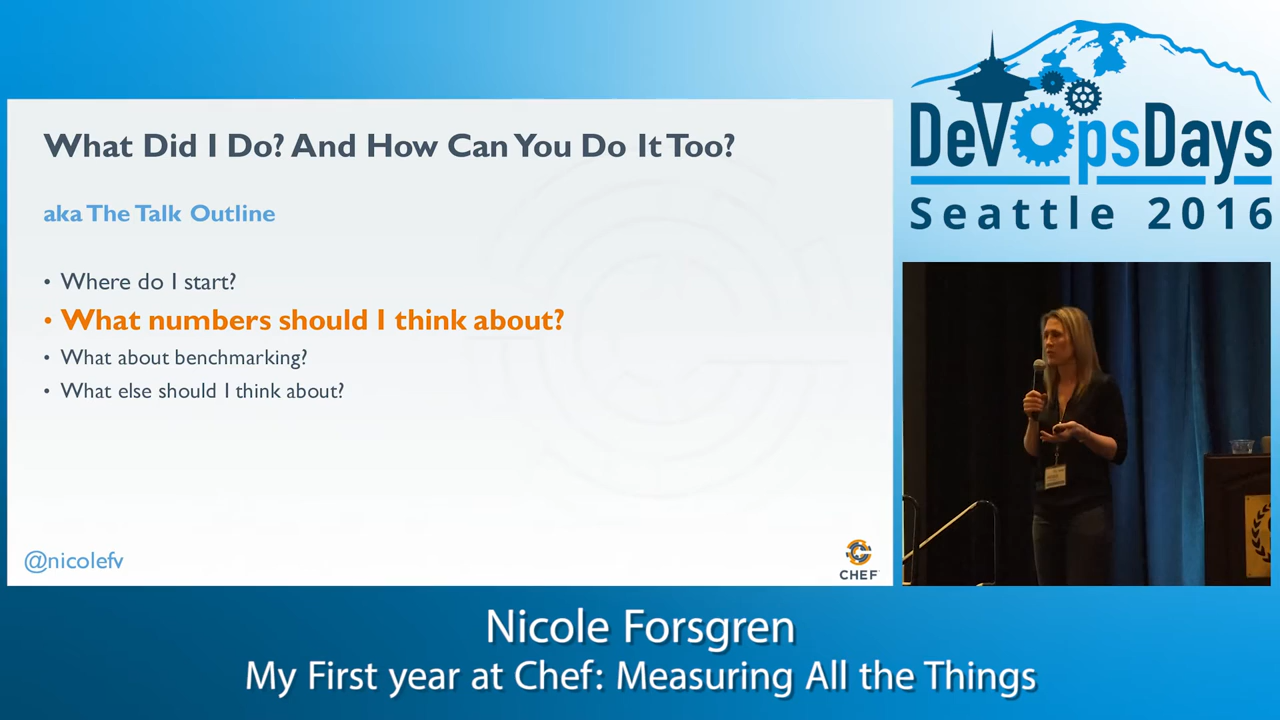 What Did I Do? And How Can You Do It Too?
aka The Talk Outline
• Where do I start?
• What numbers should I think about?
• What about benchmarking?
• What else should I think about?
@nicolefv
CHEF
DevOpsDays
Seattle 2016
Nicole Forsgren
My First year at Chef: Measuring All the Things